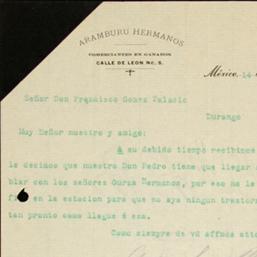 ARAMBURU HERMANOS
COMERCIANTES EN GANADOS
CALLE DE LEON No. 5.
México, 14
Señor Don Francisco Gomez Palacio
Durango
Muy Señor nuestro y amigo:
A su debido tiempo recibimos
le decimos que nuestro Don Pedro tiene que llegar
blar con los señores Ourza Hermanos, por eso no le
fie en la estacion para que no aya ningun trastor
tan pronto como llegue á esa.
Como siempre de vd affmos atto